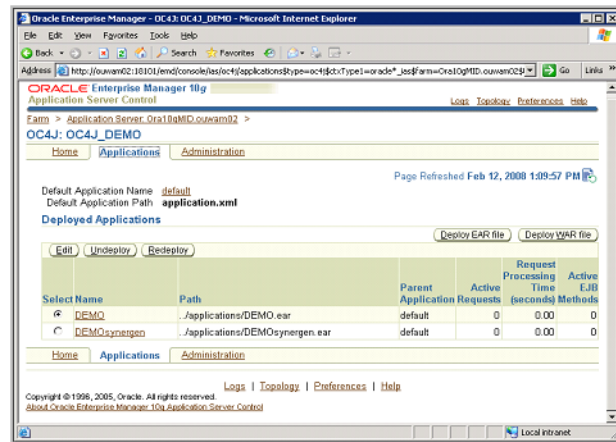 Oracle Enterprise Manager - OC4J: OC4J_DEMO - Microsoft Internet Explorer
File Edit View Favorites Tools Help
Back Search Favorites
Address http://ouwam02:18101/emd/console/ias/oc4j/applications$type=oc4j$ctxType1=oracle*_ias$farm=Ora10gMID.ouwam02$ Go Links »
ORACLE Enterprise Manager 10g
Application Server Control Logs Topology Preferences Help
Farm > Application Server: Ora10gMID.ouwam02 >
OC4J: OC4J_DEMO
Home Applications Administration
Page Refreshed Feb 12, 2008 1:09:57 PM
Default Application Name default
Default Application Path application.xml
Deployed Applications
Deploy EAR file Deploy WAR file
Edit Undeploy Redeploy
Select Name Path Parent Application Active Requests Request Processing Time (seconds) Active EJB Methods
DEMO ../applications/DEMO.ear default 0 0.00 0
DEMOsynergen ../applications/DEMOsynergen.ear default 0 0.00 0
Home Applications Administration
Logs | Topology | Preferences | Help
Copyright © 1996, 2005, Oracle. All rights reserved.
About Oracle Enterprise Manager 10g Application Server Control
Local intranet